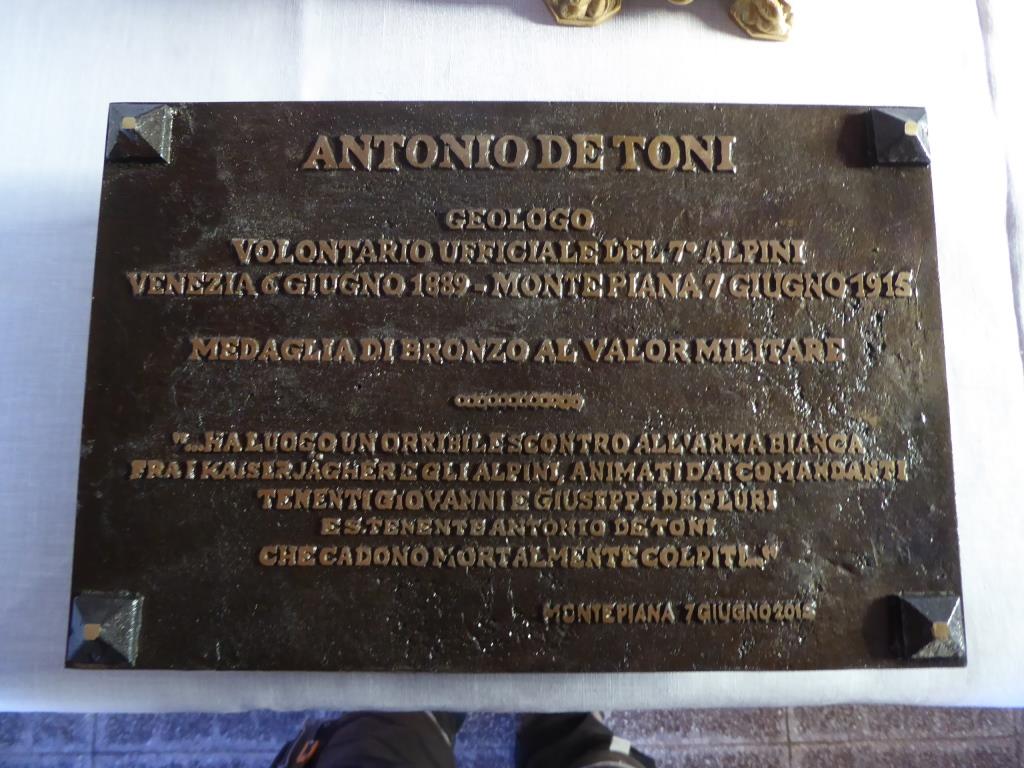 ANTONIO DE TONI
GEOLOGO
VOLONTARIO UFFICIALE DEL 7° ALPINI
VENEZIA 6 GIUGNO 1889 - MONTE PIANA 7 GIUGNO 1915
MEDAGLIA DI BRONZO AL VALOR MILITARE
"...HA LUOGO UN ORRIBILE SCONTRO ALL'ARMA BIANCA
FRA I KAISERJÄGHER E GLI ALPINI, ANIMATI DAI COMANDANTI
TENENTI GIOVANNI E GIUSEPPE DE PLURI
E S.TENENTE ANTONIO DE TONI
CHE CADONO MORTALMENTE COLPITI..."
MONTE PIANA 7 GIUGNO